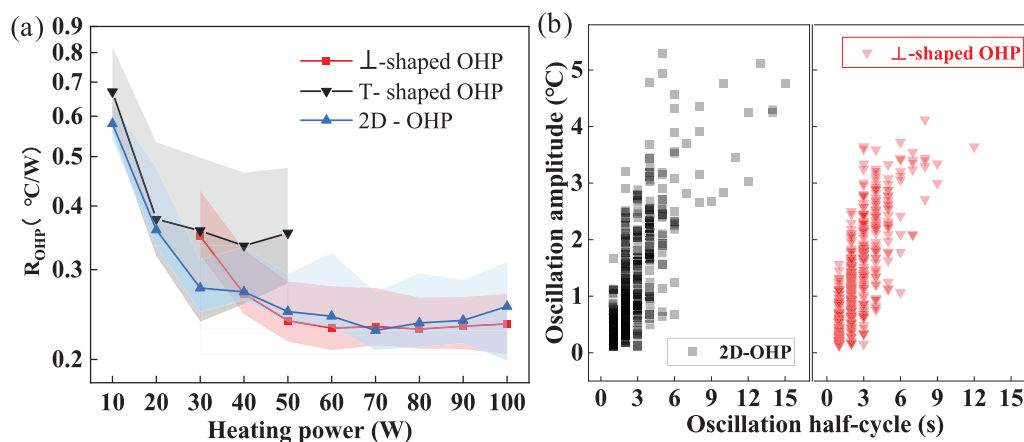 (a)
0.9
0.8
0.7
0.6
0.5
0.4
0.3
0.2
R_OHP( °C/W)
⊥-shaped OHP
T- shaped OHP
2D - OHP
10 20 30 40 50 60 70 80 90 100
Heating power (W)
(b)
5
4
3
2
1
0
Oscillation amplitude (°C)
2D-OHP
⊥-shaped OHP
0 3 6 9 12 15 0 3 6 9 12 15
Oscillation half-cycle (s)